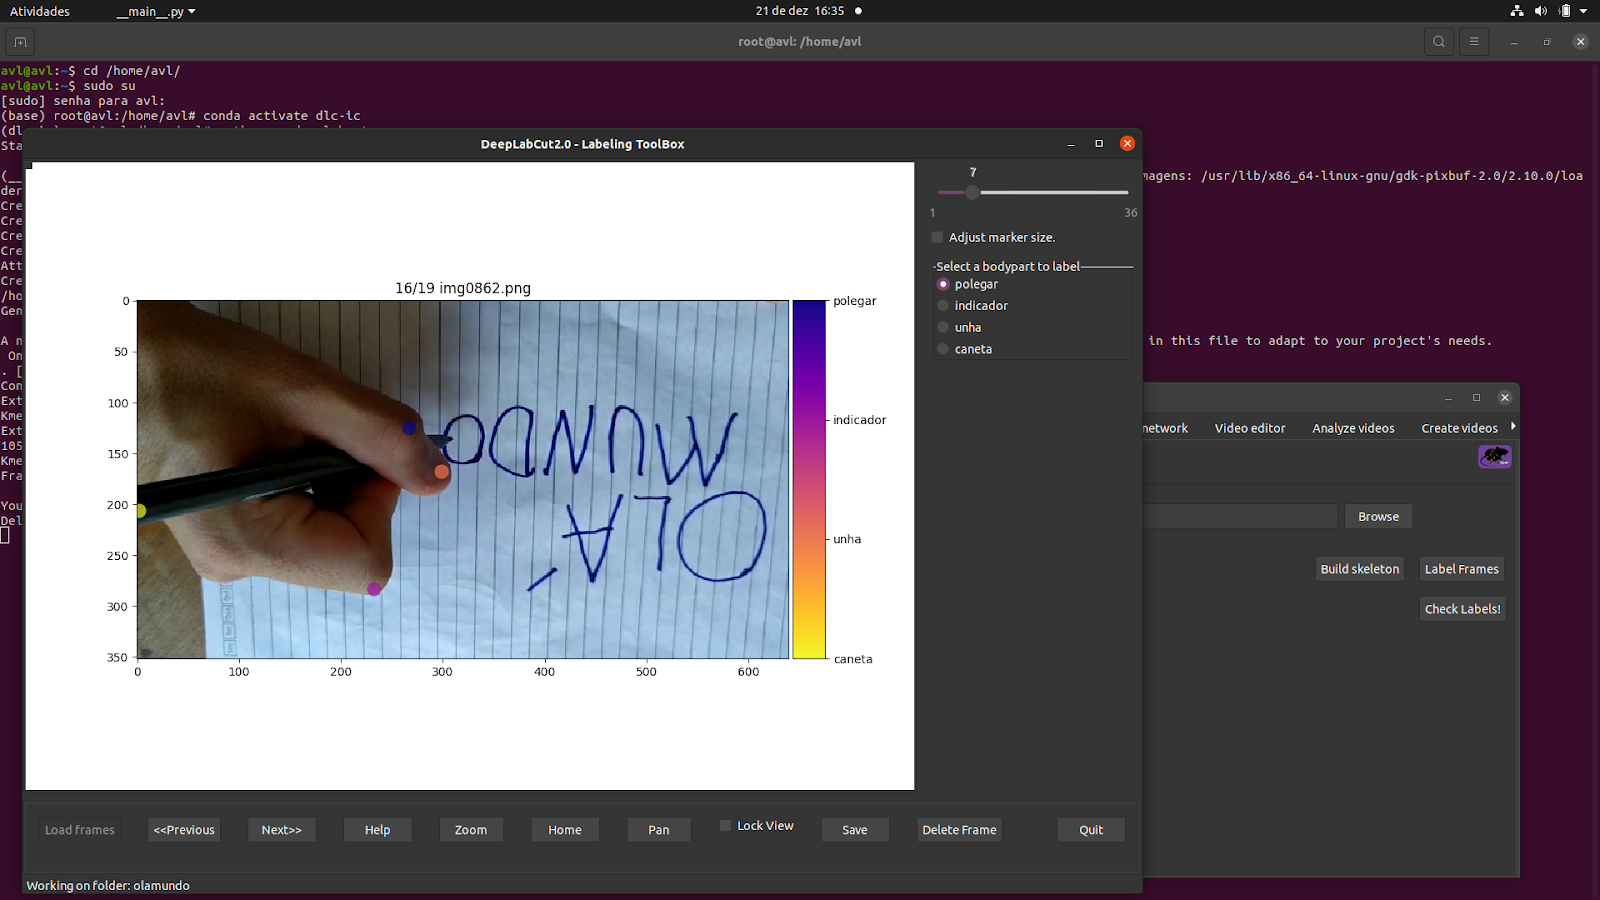 Atividades
__main__.py
21 de dez 16:35
root@avl: /home/avl
avl@avl:~$ cd /home/avl/
avl@avl:~$ sudo su
[sudo] senha para avl:
(base) root@avl:/home/avl# conda activate dlc-ic
(dl
Sta
(__
magens: /usr/lib/x86_64-linux-gnu/gdk-pixbuf-2.0/2.10.0/loa
der
Cre
Cre
Cre
Cre
Att
Cre
/ho
Gen
A n
in this file to adapt to your project's needs.
On
. [
Con
Ext
Kme
Ext
105
Kme
Fra
You
Del
DeepLabCut2.0 - Labeling ToolBox
7
1 36
Adjust marker size.
Select a bodypart to label
polegar
indicador
unha
caneta
16/19 img0862.png
0
50
100
150
200
250
300
350
0 100 200 300 400 500 600
polegar
indicador
unha
caneta
OLÁ
MUNDO
Load frames
<<Previous
Next>>
Help
Zoom
Home
Pan
Lock View
Save
Delete Frame
Quit
Working on folder: olamundo
network Video editor Analyze videos Create videos
Browse
Build skeleton Label Frames
Check Labels!